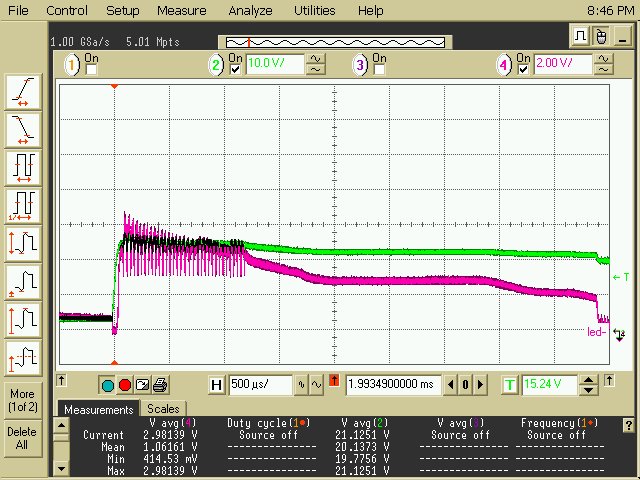 File Control Setup Measure Analyze Utilities Help 8:46 PM
1.00 GSa/s 5.01 Mpts
1 On 2 On 10.0 V/ 3 On 4 On 2.00 V/
T
led-
More
(1of 2)
Delete
All
H 500 µs/ 1.9934900000 ms 0 T 15.24 V
Measurements Scales
V avg(4) Duty cycle(1) V avg(2) V avg(3) Frequency(1)
Current 2.98139 V Source off 21.1251 V Source off Source off
Mean 1.06161 V -------------- 20.1373 V -------------- --------------
Min 414.53 mV -------------- 19.7756 V -------------- --------------
Max 2.98139 V -------------- 21.1251 V -------------- --------------
?